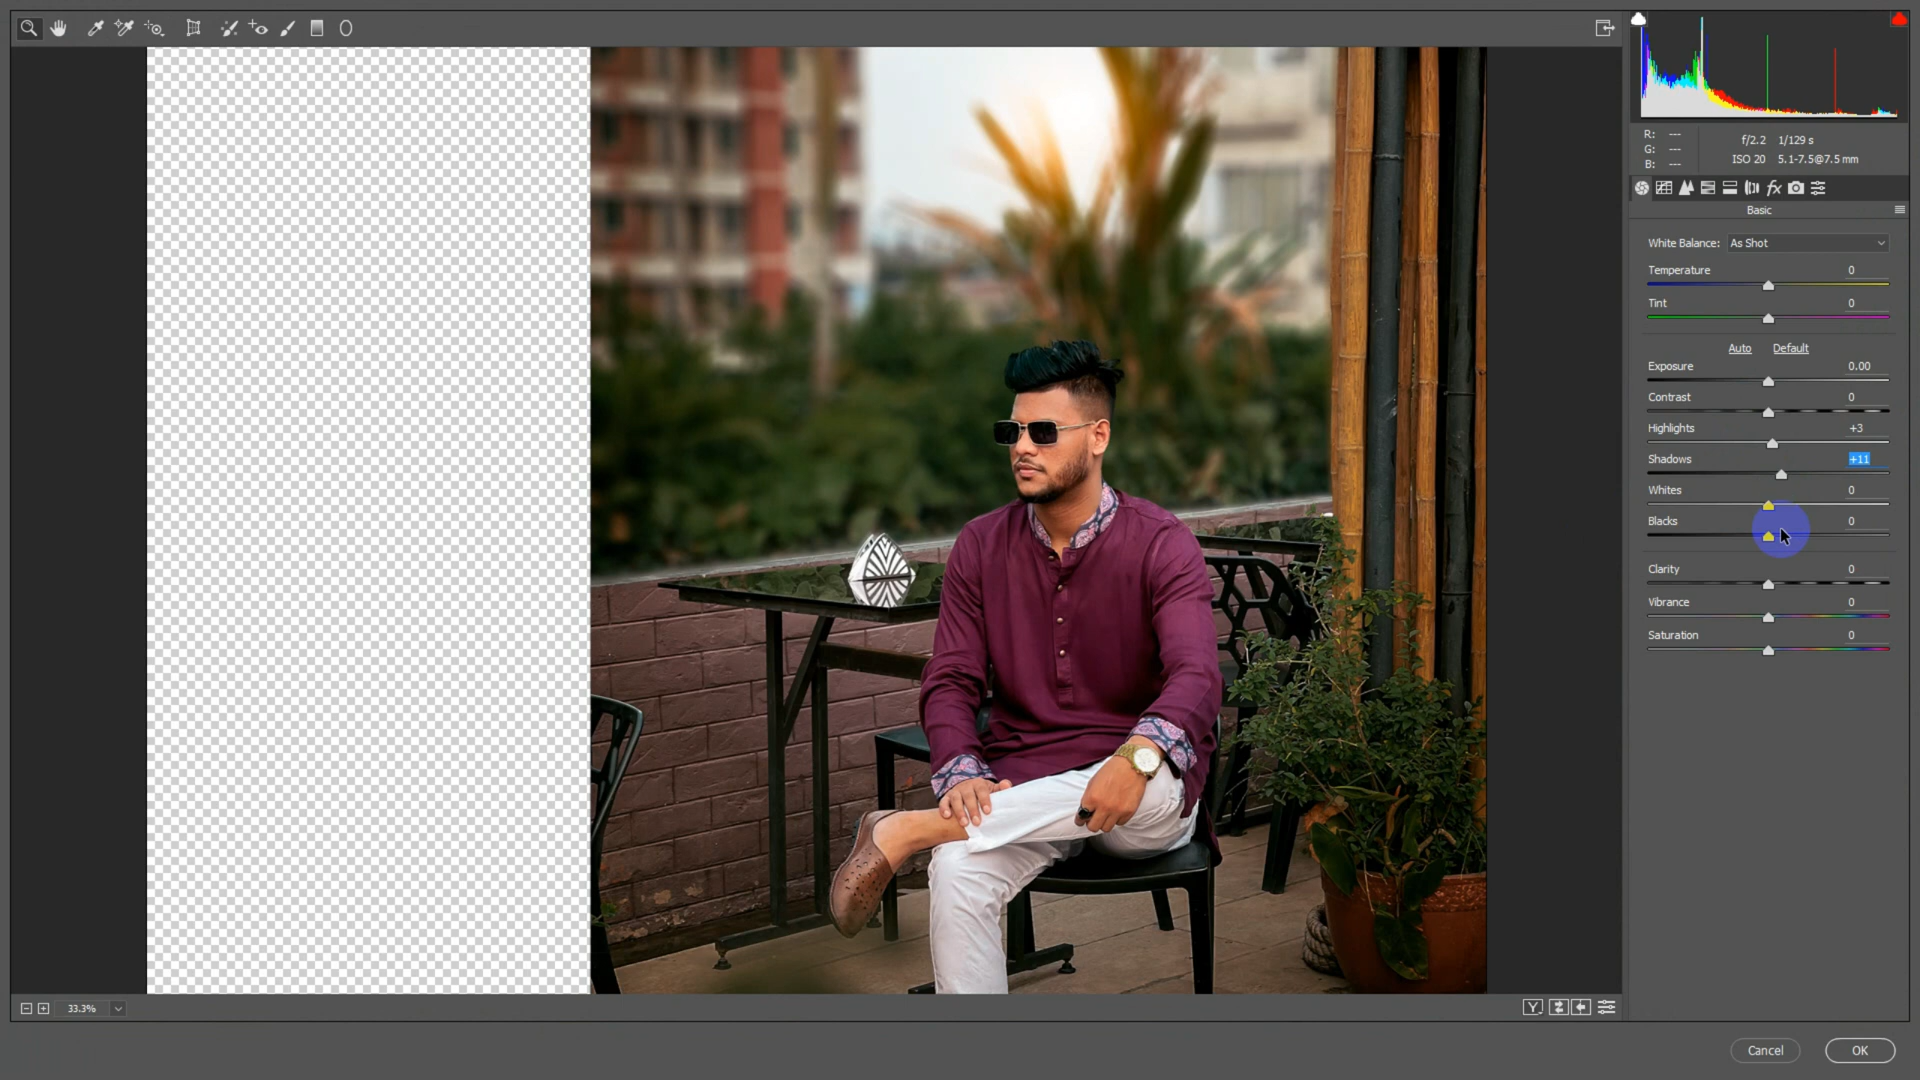 R: ---
G: ---
B: ---
f/2.2 1/129 s
ISO 20 5.1-7.5@7.5 mm
fx
Basic
White Balance: As Shot
Temperature 0
Tint 0
Auto Default
Exposure 0.00
Contrast 0
Highlights +3
Shadows +11
Whites 0
Blacks 0
Clarity 0
Vibrance 0
Saturation 0
33.3%
Y
Cancel OK